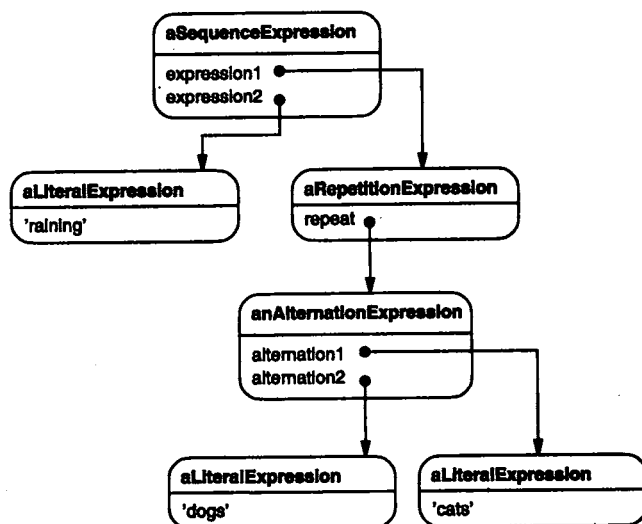 aSequenceExpression
expression1
expression2
aLiteralExpression
'raining'
aRepetitionExpression
repeat
anAlternationExpression
alternation1
alternation2
aLiteralExpression
'dogs'
aLiteralExpression
'cats'